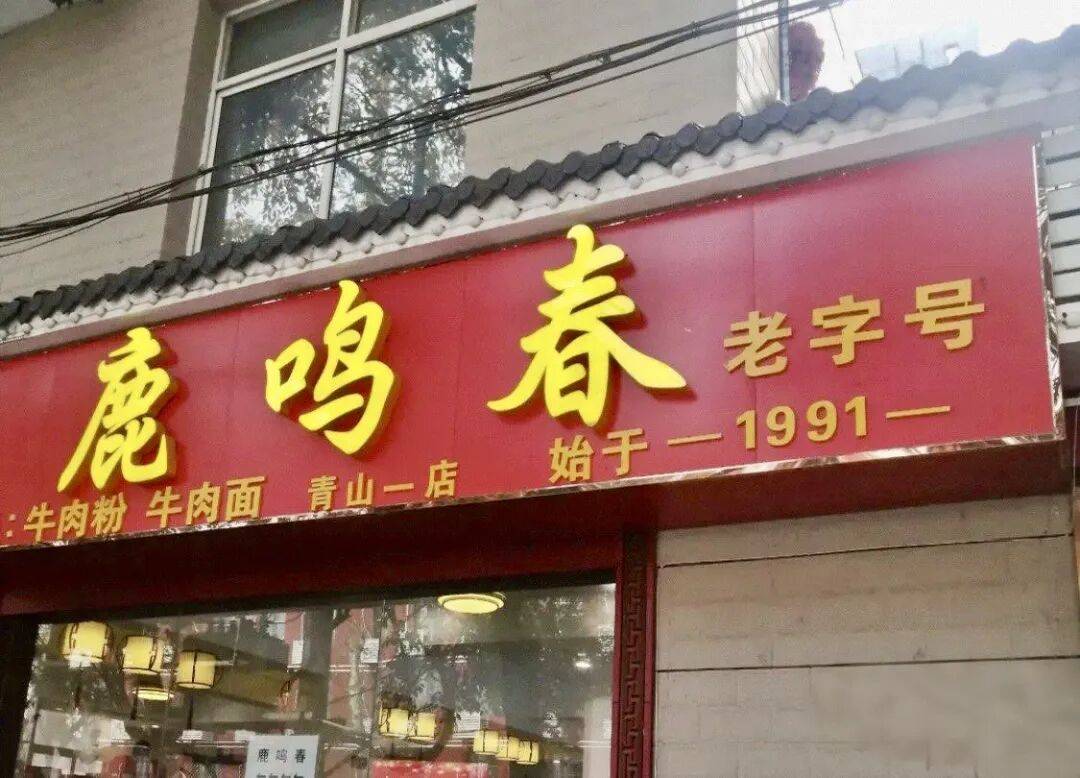 鹿鸣春 老字号
：牛肉粉 牛肉面 青山一店 始于—1991—
鹿鸣春